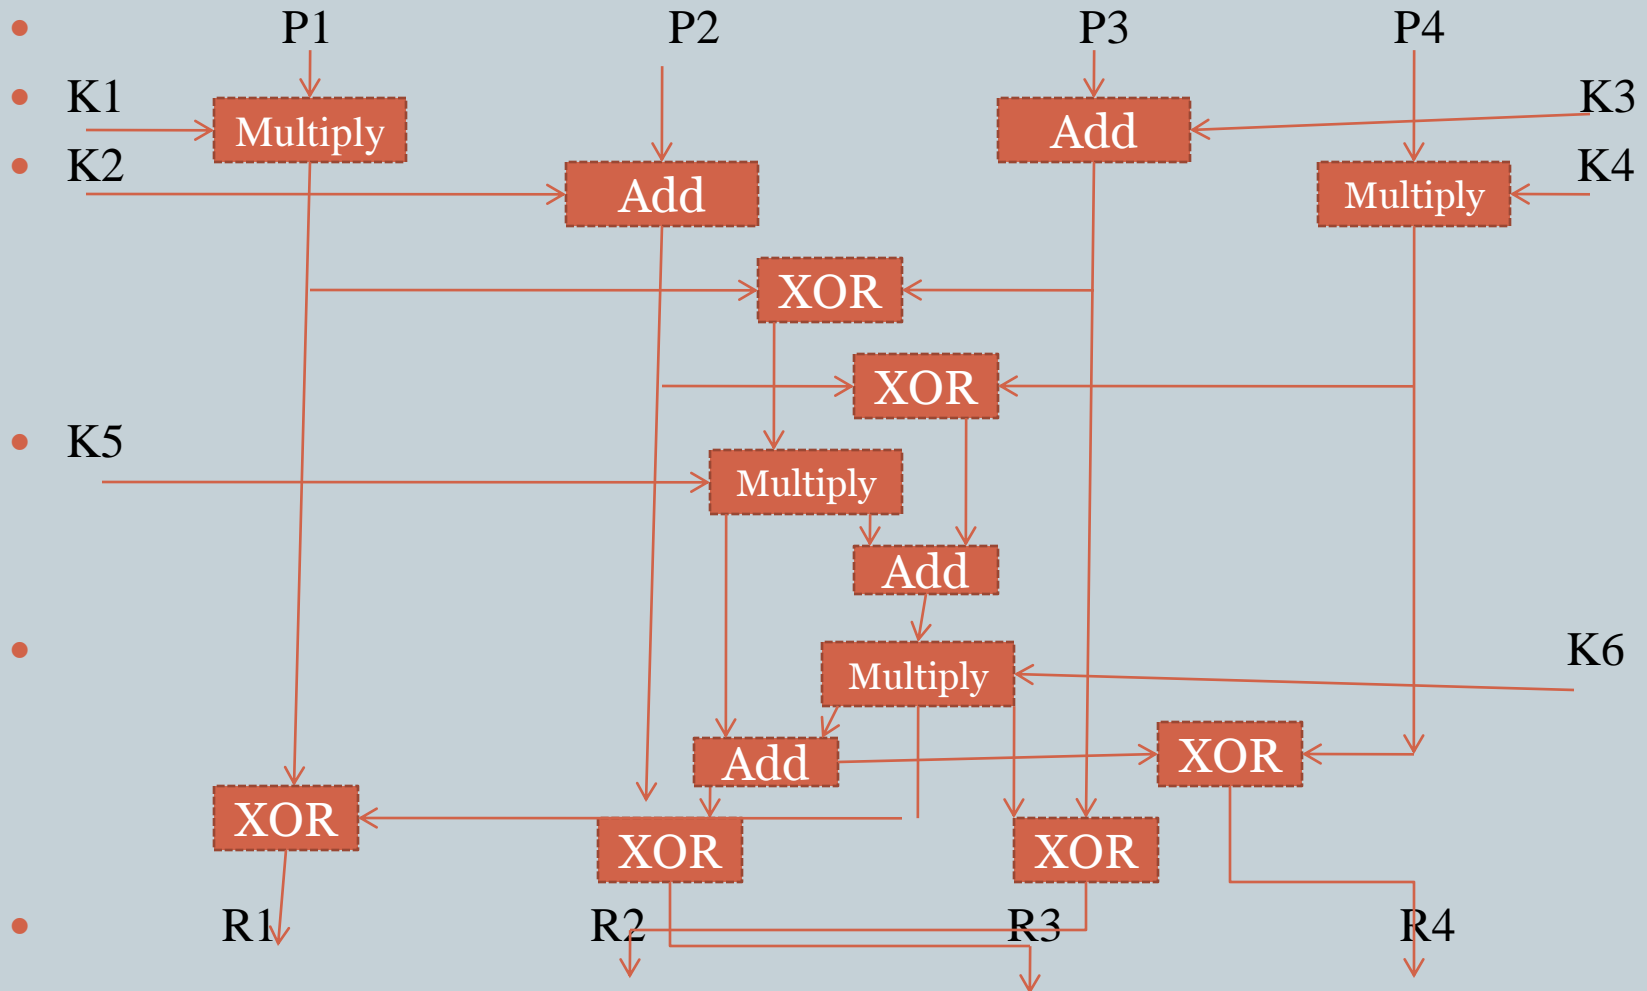 P1 P2 P3 P4
K1 K3
Multiply Add
K2 K4
Add Multiply
XOR
XOR
K5
Multiply
Add
K6
Multiply
Add XOR
XOR
XOR XOR
R1 R2 R3 R4